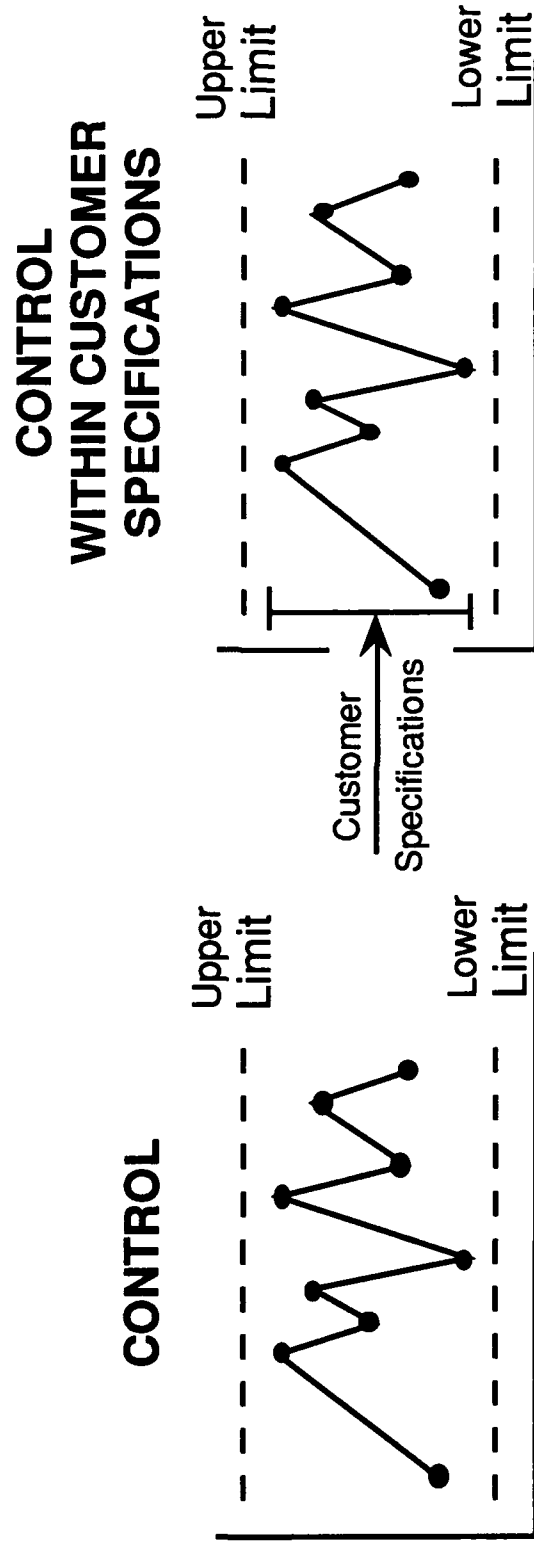 CONTROL
Upper
Limit
Lower
Limit
CONTROL
WITHIN CUSTOMER
SPECIFICATIONS
Upper
Limit
Customer
Specifications
Lower
Limit